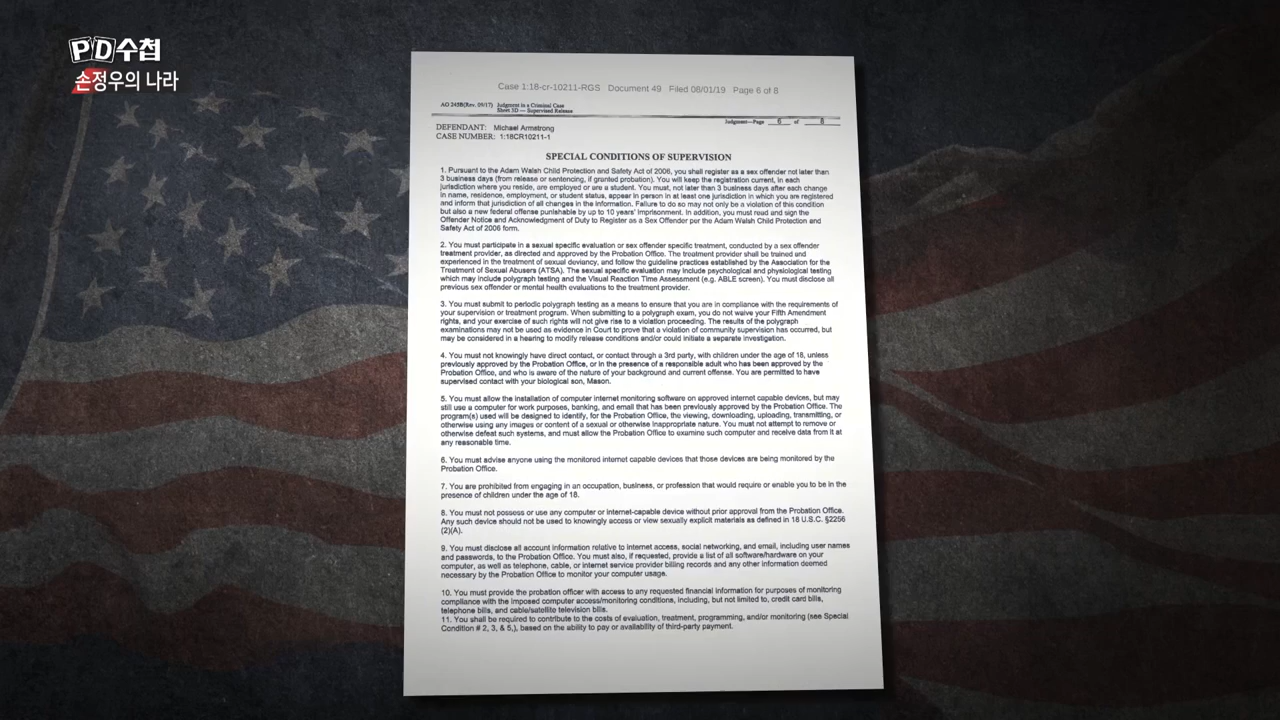 PD수첩
손정우의 나라
Case 1:18-cr-10211-RGS Document 49 Filed 08/01/19 Page 6 of 8
AO 245B(Rev. 09/17) Judgment in a Criminal Case
Sheet 3D — Supervised Release
Judgment—Page 6 of 8
DEFENDANT: Michael Armstrong
CASE NUMBER: 1:18CR10211-1
SPECIAL CONDITIONS OF SUPERVISION
1. Pursuant to the Adam Walsh Child Protection and Safety Act of 2006, you shall register as a sex offender not later than
3 business days (from release or sentencing, if granted probation). You will keep the registration current, in each
jurisdiction where you reside, are employed or are a student. You must, not later than 3 business days after each change
in name, residence, employment, or student status, appear in person in at least one jurisdiction in which you are registered
and inform that jurisdiction of all changes in the information. Failure to do so may not only be a violation of this condition
but also a new federal offense punishable by up to 10 years' imprisonment. In addition, you must read and sign the
Offender Notice and Acknowledgment of Duty to Register as a Sex Offender per the Adam Walsh Child Protection and
Safety Act of 2006 form.
2. You must participate in a sexual specific evaluation or sex offender specific treatment, conducted by a sex offender
treatment provider, as directed and approved by the Probation Office. The treatment provider shall be trained and
experienced in the treatment of sexual deviancy, and follow the guideline practices established by the Association for the
Treatment of Sexual Abusers (ATSA). The sexual specific evaluation may include psychological and physiological testing
which may include polygraph testing and the Visual Reaction Time Assessment (e.g. ABLE screen). You must disclose all
previous sex offender or mental health evaluations to the treatment provider.
3. You must submit to periodic polygraph testing as a means to ensure that you are in compliance with the requirements of
your supervision or treatment program. When submitting to a polygraph exam, you do not waive your Fifth Amendment
rights, and your exercise of such rights will not give rise to a violation proceeding. The results of the polygraph
examinations may not be used as evidence in Court to prove that a violation of community supervision has occurred, but
may be considered in a hearing to modify release conditions and/or could initiate a separate investigation.
4. You must not knowingly have direct contact, or contact through a 3rd party, with children under the age of 18, unless
previously approved by the Probation Office, or in the presence of a responsible adult who has been approved by the
Probation Office, and who is aware of the nature of your background and current offense. You are permitted to have
supervised contact with your biological son, Mason.
5. You must allow the installation of computer internet monitoring software on approved internet capable devices, but may
still use a computer for work purposes, banking, and email that has been previously approved by the Probation Office. The
program(s) used will be designed to identify, for the Probation Office, the viewing, downloading, uploading, transmitting, or
otherwise using any images or content of a sexual or otherwise inappropriate nature. You must not attempt to remove or
otherwise defeat such systems, and must allow the Probation Office to examine such computer and receive data from it at
any reasonable time.
6. You must advise anyone using the monitored internet capable devices that those devices are being monitored by the
Probation Office.
7. You are prohibited from engaging in an occupation, business, or profession that would require or enable you to be in the
presence of children under the age of 18.
8. You must not possess or use any computer or internet-capable device without prior approval from the Probation Office.
Any such device should not be used to knowingly access or view sexually explicit materials as defined in 18 U.S.C. §2256
(2)(A).
9. You must disclose all account information relative to internet access, social networking, and email, including user names
and passwords, to the Probation Office. You must also, if requested, provide a list of all software/hardware on your
computer, as well as telephone, cable, or internet service provider billing records and any other information deemed
necessary by the Probation Office to monitor your computer usage.
10. You must provide the probation officer with access to any requested financial information for purposes of monitoring
compliance with the imposed computer access/monitoring conditions, including, but not limited to, credit card bills,
telephone bills, and cable/satellite television bills.
11. You shall be required to contribute to the costs of evaluation, treatment, programming, and/or monitoring (see Special
Condition # 2, 3, & 5,), based on the ability to pay or availability of third-party payment.